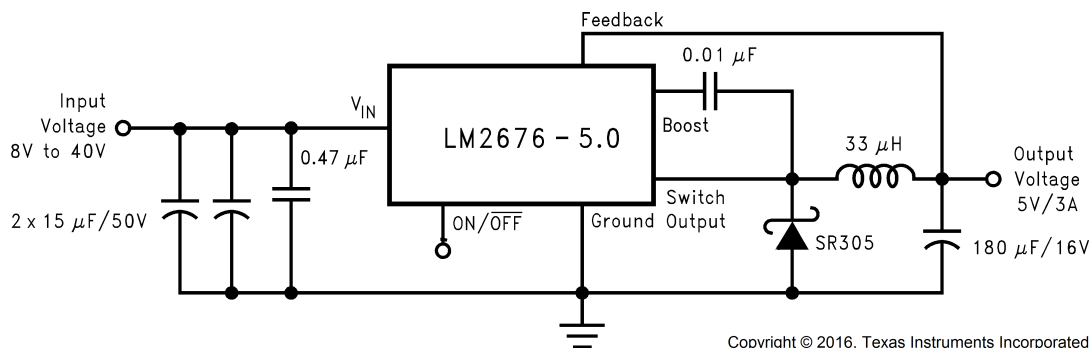 Feedback
0.01 μF
Input
Voltage
8V to 40V
VIN
LM2676 - 5.0
Boost
33 μH
Output
Voltage
5V/3A
0.47 μF
2 x 15 μF/50V
ON/OFF
Ground
Switch
Output
SR305
180 μF/16V
Copyright © 2016, Texas Instruments Incorporated